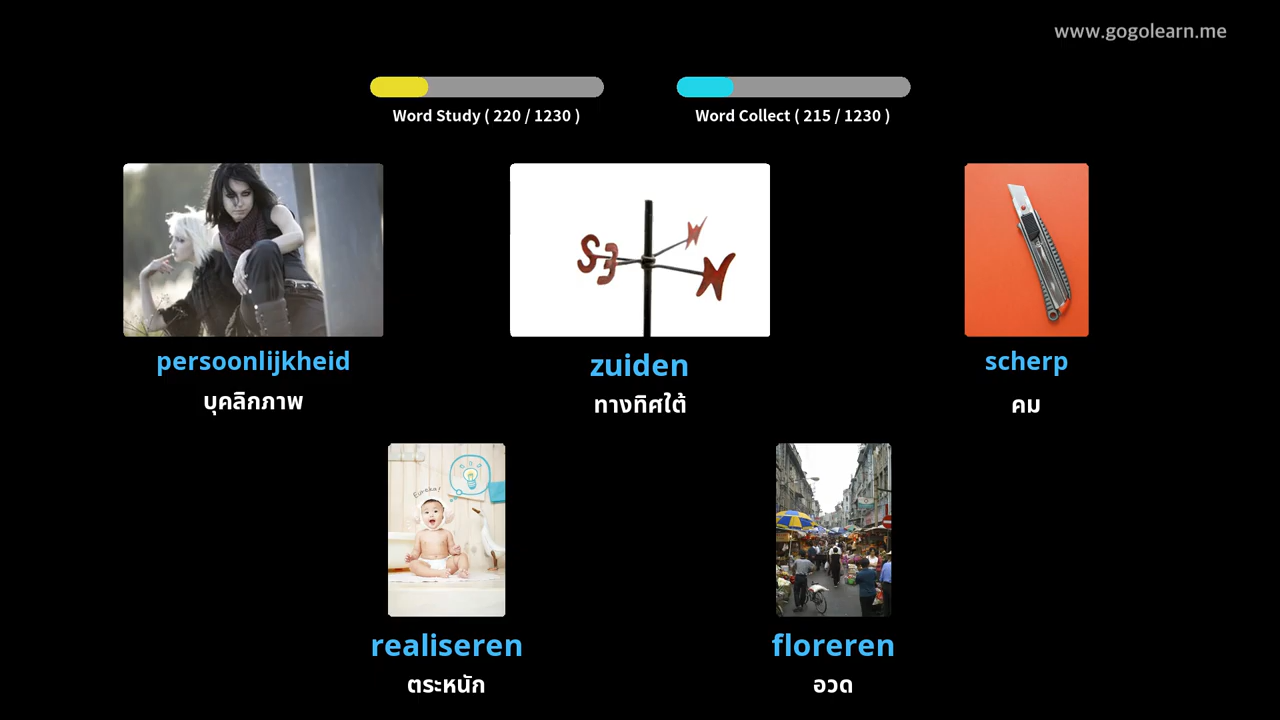 www.gogolearn.me
Word Study ( 220 / 1230 )
Word Collect ( 215 / 1230 )
S E N W
persoonlijkheid
zuiden
scherp
บุคลิกภาพ
ทางทิศใต้
คม
Eureka!
realiseren
floreren
ตระหนัก
อวด